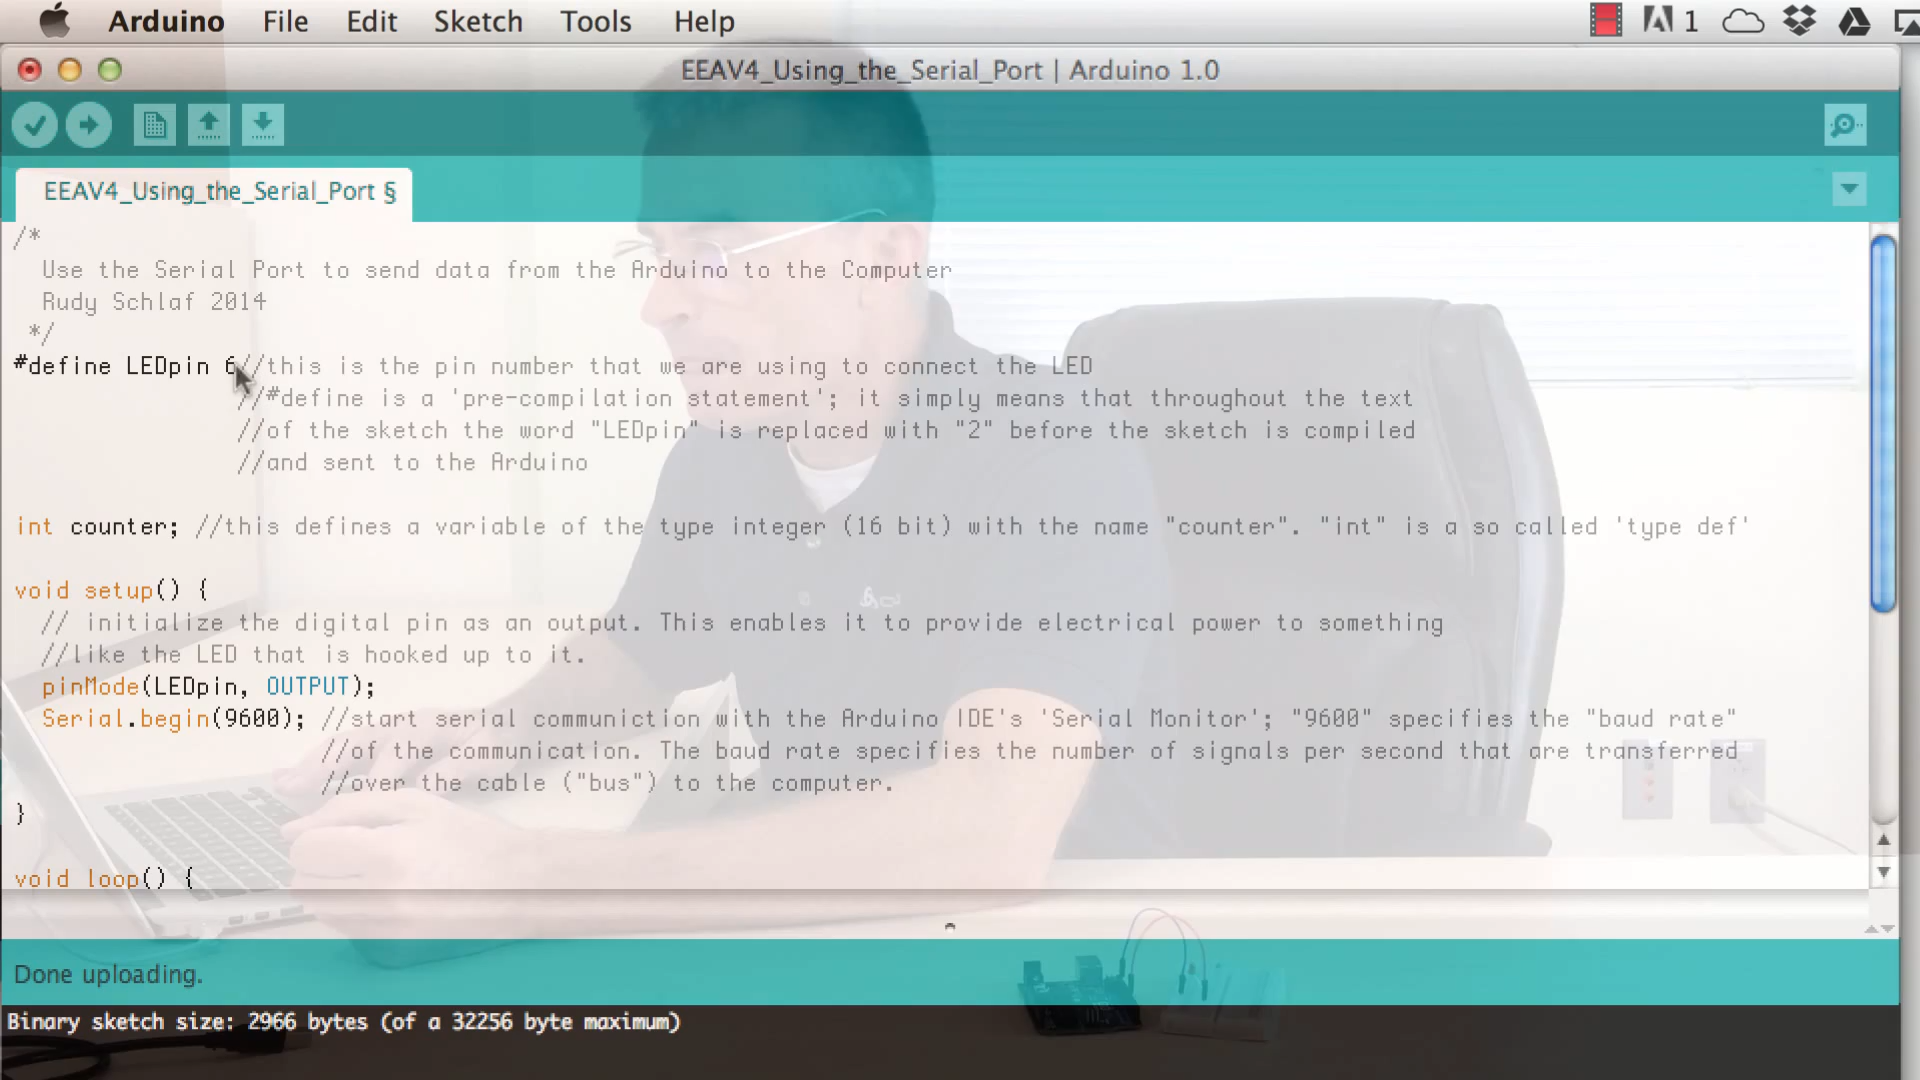 Arduino File Edit Sketch Tools Help 1
EEAV4_Using_the_Serial_Port | Arduino 1.0
EEAV4_Using_the_Serial_Port §
/*
Use the Serial Port to send data from the Arduino to the Computer
Rudy Schlaf 2014
*/
#define LEDpin 6//this is the pin number that we are using to connect the LED
//#define is a 'pre-compilation statement'; it simply means that throughout the text
//of the sketch the word "LEDpin" is replaced with "2" before the sketch is compiled
//and sent to the Arduino
int counter; //this defines a variable of the type integer (16 bit) with the name "counter". "int" is a so called 'type def'
void setup() {
// initialize the digital pin as an output. This enables it to provide electrical power to something
//like the LED that is hooked up to it.
pinMode(LEDpin, OUTPUT);
Serial.begin(9600); //start serial communiction with the Arduino IDE's 'Serial Monitor'; "9600" specifies the "baud rate"
//of the communication. The baud rate specifies the number of signals per second that are transferred
//over the cable ("bus") to the computer.
}
void loop() {
Done uploading.
Binary sketch size: 2966 bytes (of a 32256 byte maximum)